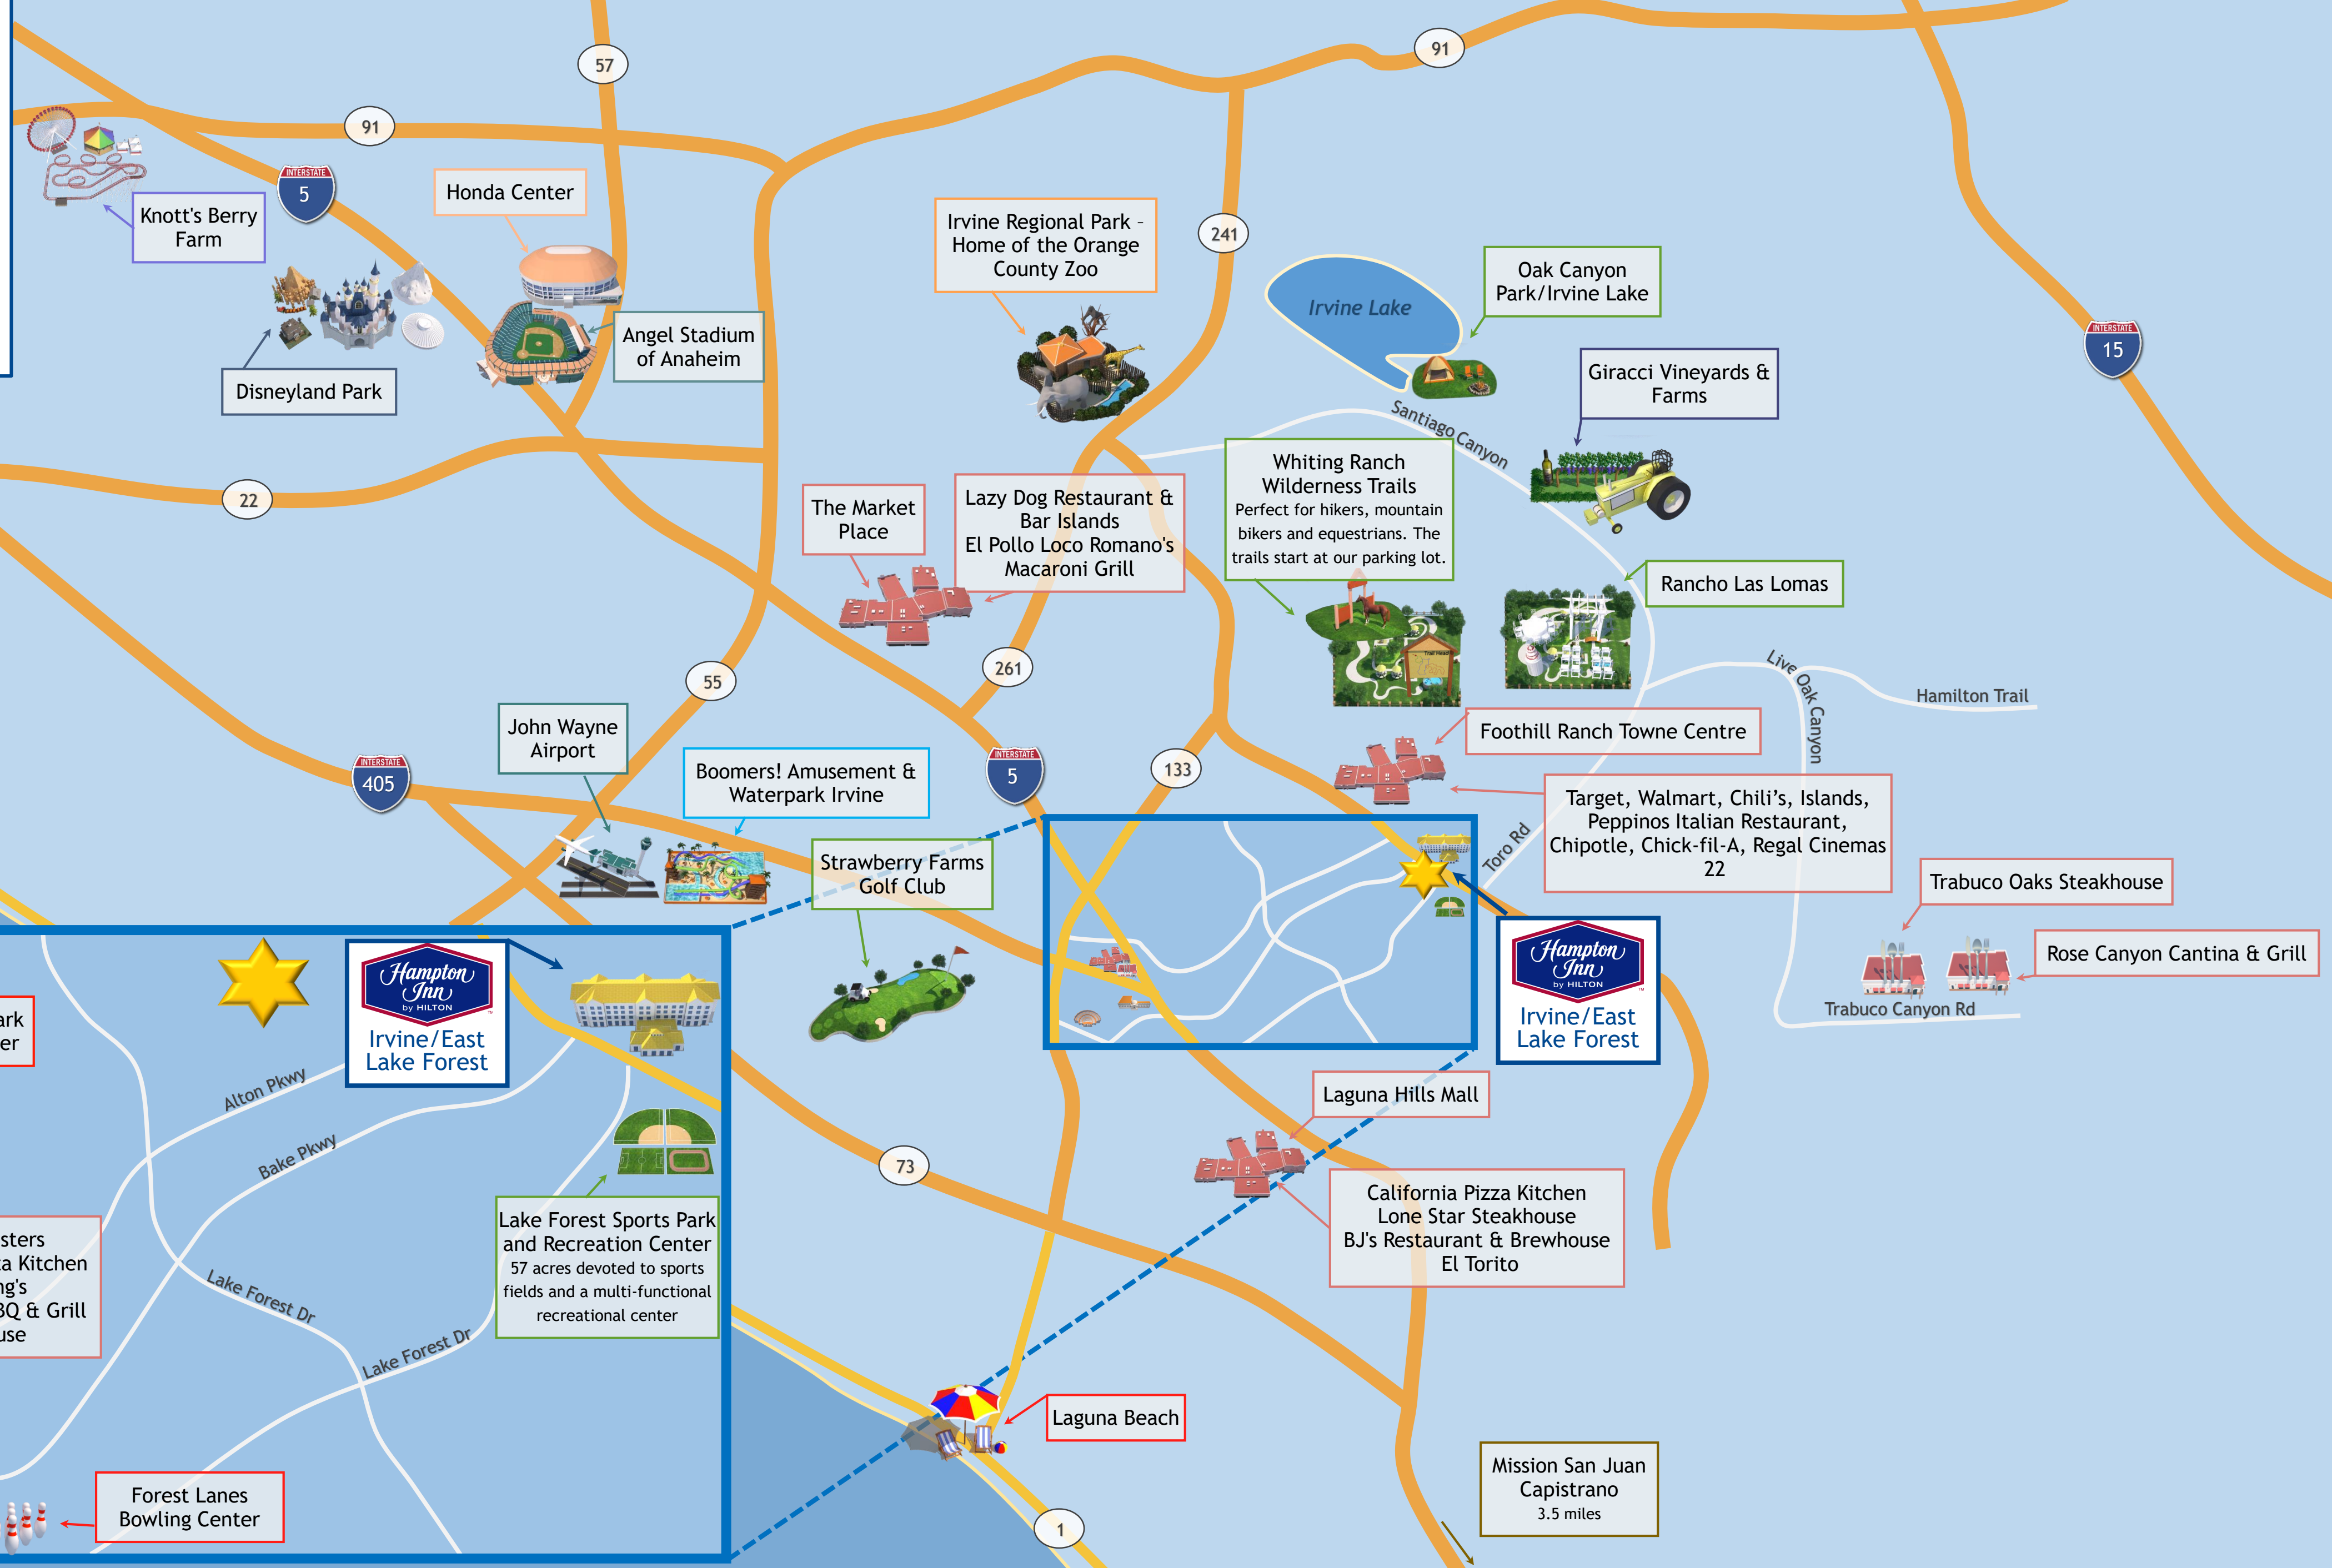 91
57
91
INTERSTATE
5
Knott's Berry
Farm
Honda Center
Irvine Regional Park –
Home of the Orange
County Zoo
241
Irvine Lake
Oak Canyon
Park/Irvine Lake
INTERSTATE
15
Angel Stadium
of Anaheim
Disneyland Park
Giracci Vineyards &
Farms
Santiago Canyon
22
The Market
Place
Lazy Dog Restaurant &
Bar Islands
El Pollo Loco Romano's
Macaroni Grill
Whiting Ranch
Wilderness Trails
Perfect for hikers, mountain
bikers and equestrians. The
trails start at our parking lot.
Trail Head
Rancho Las Lomas
261
55
Live Oak Canyon
Hamilton Trail
John Wayne
Airport
Foothill Ranch Towne Centre
INTERSTATE
405
Boomers! Amusement &
Waterpark Irvine
INTERSTATE
5
133
Target, Walmart, Chili’s, Islands,
Peppinos Italian Restaurant,
Chipotle, Chick-fil-A, Regal Cinemas
22
Toro Rd
Strawberry Farms
Golf Club
Trabuco Oaks Steakhouse
Rose Canyon Cantina & Grill
Trabuco Canyon Rd
Hampton
Inn
by HILTON
™
Irvine/East
Lake Forest
Hampton
Inn
by HILTON
™
Irvine/East
Lake Forest
ark
er
Alton Pkwy
Bake Pkwy
Laguna Hills Mall
73
California Pizza Kitchen
Lone Star Steakhouse
BJ's Restaurant & Brewhouse
El Torito
Lake Forest Sports Park
and Recreation Center
57 acres devoted to sports
fields and a multi-functional
recreational center
sters
a Kitchen
ng's
BQ & Grill
use
Lake Forest Dr
Lake Forest Dr
Laguna Beach
Forest Lanes
Bowling Center
1
Mission San Juan
Capistrano
3.5 miles